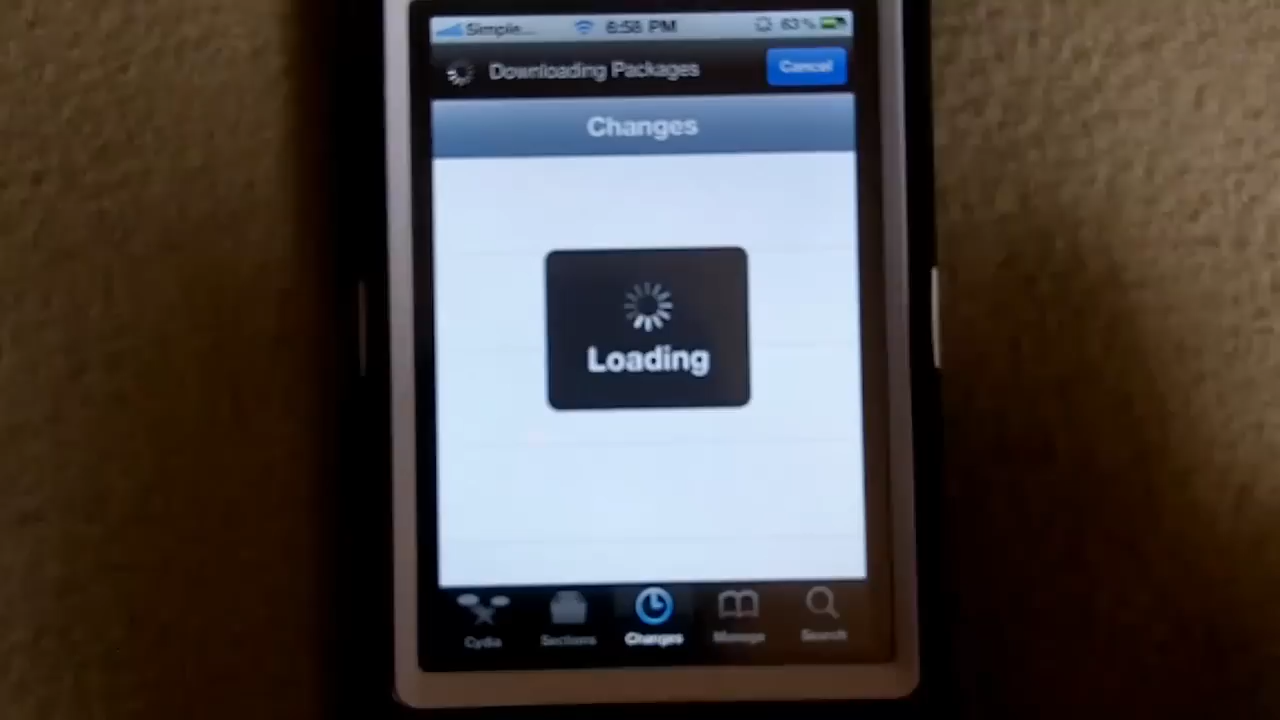 Simple... 6:58 PM 63%
Downloading Packages Cancel
Changes
Loading
Cydia Sections Changes Manage Search